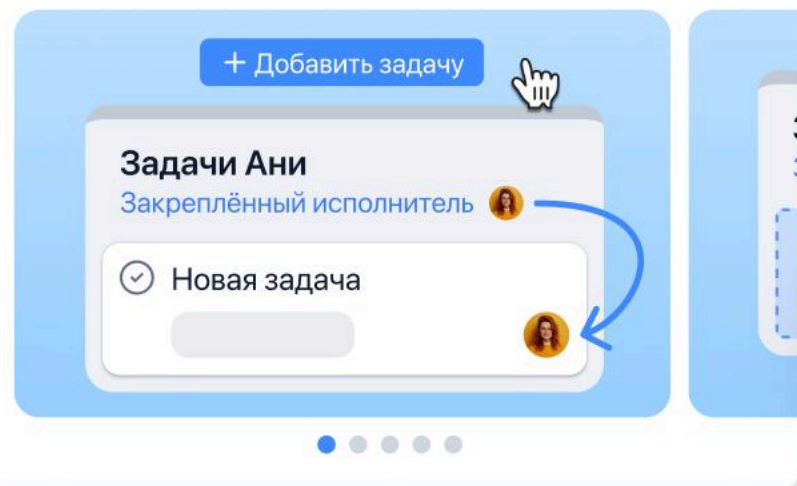 + Добавить задачу
Задачи Ани
Закреплённый исполнитель
Новая задача